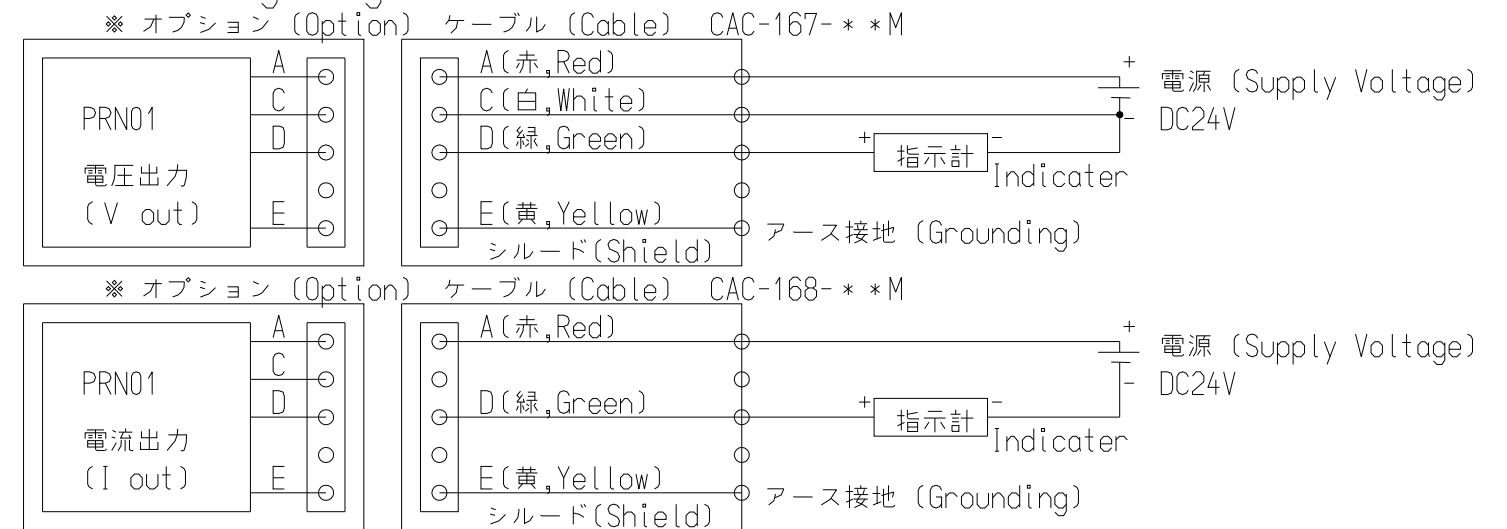 ※ オプション (Option) ケーブル (Cable) CAC-167-**M
A
A(赤,Red)
+
電源 (Supply Voltage)
C
C(白,White)
PRN01
-
DC24V
D
D(緑,Green)
+
指示計
-
Indicater
電圧出力
(V out)
E
E(黄,Yellow)
アース接地 (Grounding)
シルード(Shield)
※ オプション (Option) ケーブル (Cable) CAC-168-**M
A
A(赤,Red)
+
電源 (Supply Voltage)
C
PRN01
-
DC24V
D
D(緑,Green)
+
指示計
-
Indicater
電流出力
(I out)
E
E(黄,Yellow)
アース接地 (Grounding)
シルード(Shield)